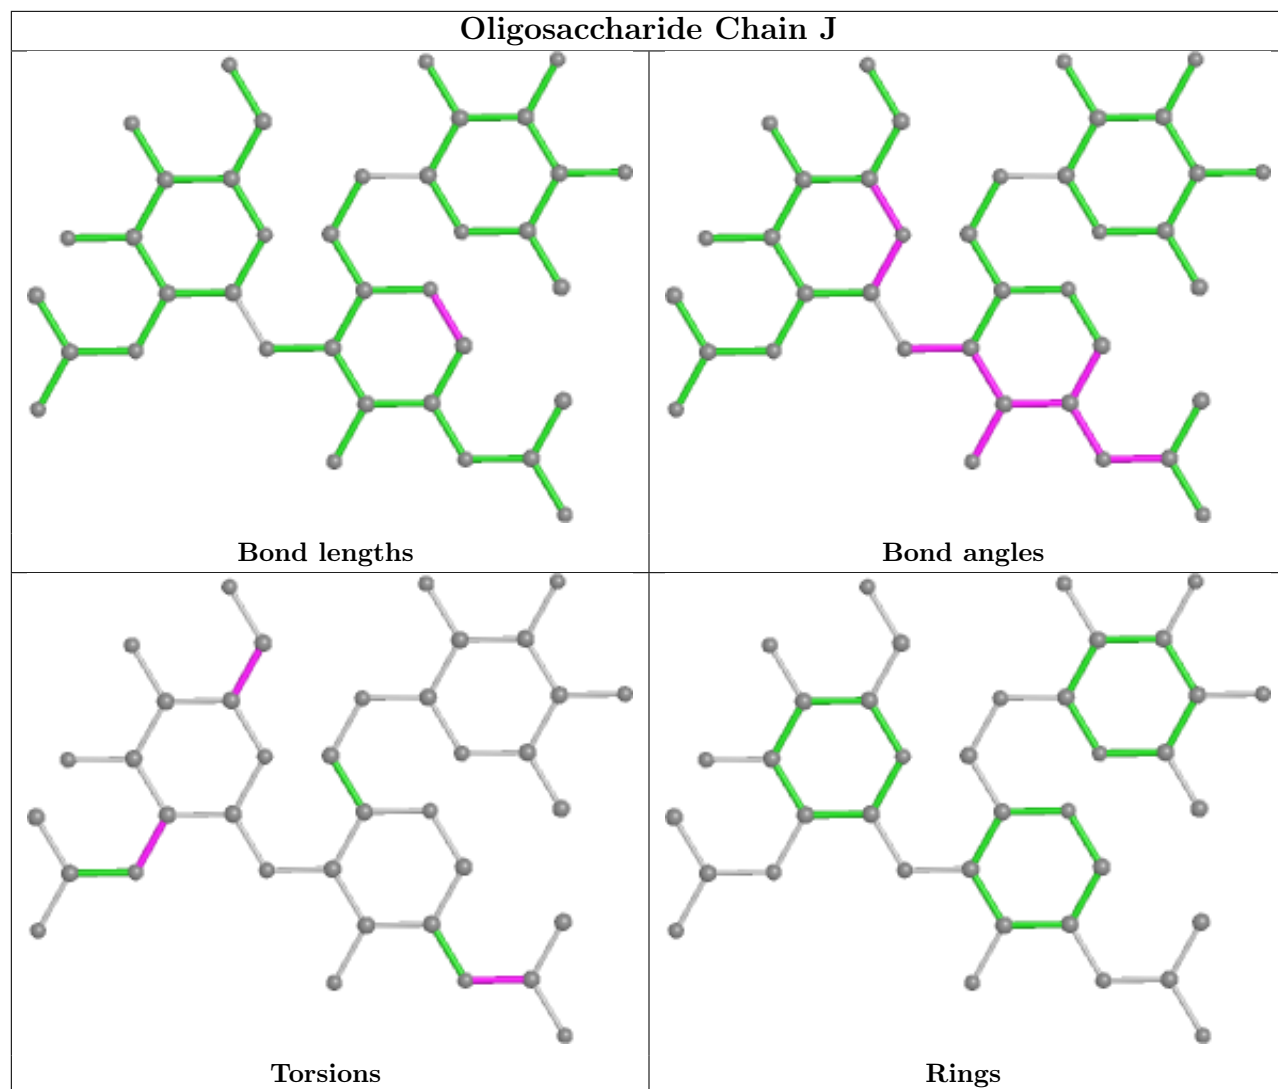 Oligosaccharide Chain J
Bond lengths
Bond angles
Torsions
Rings